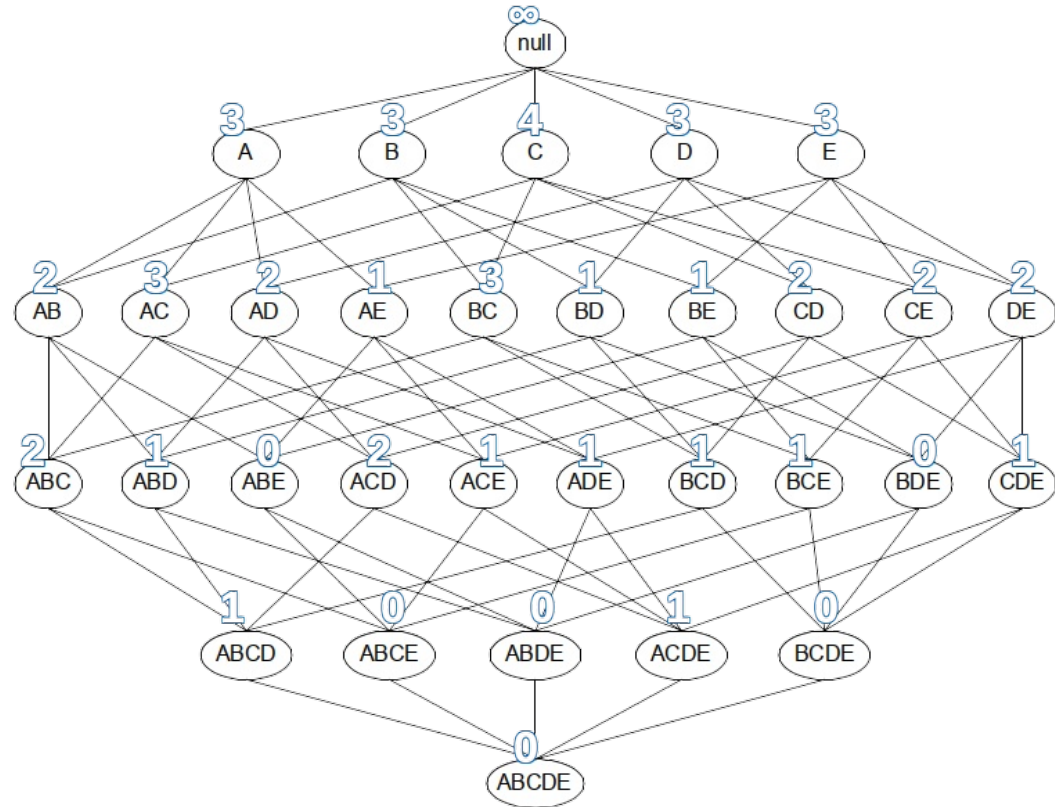 ∞
null
3 3 4 3 3
A B C D E
2 3 2 1 3 1 1 2 2 2
AB AC AD AE BC BD BE CD CE DE
2 1 0 2 1 1 1 1 0 1
ABC ABD ABE ACD ACE ADE BCD BCE BDE CDE
1 0 0 1 0
ABCD ABCE ABDE ACDE BCDE
0
ABCDE